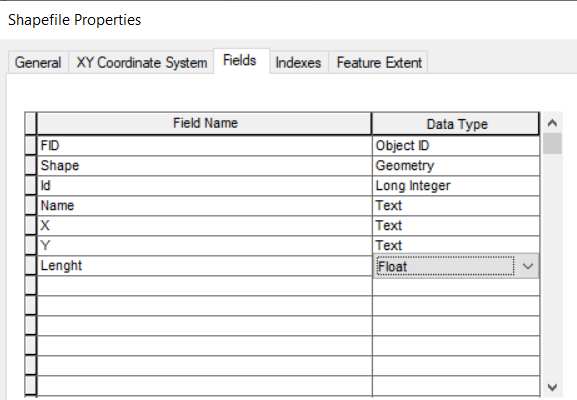 Shapefile Properties
General XY Coordinate System Fields Indexes Feature Extent
Field Name Data Type
FID Object ID
Shape Geometry
Id Long Integer
Name Text
X Text
Y Text
Lenght Float